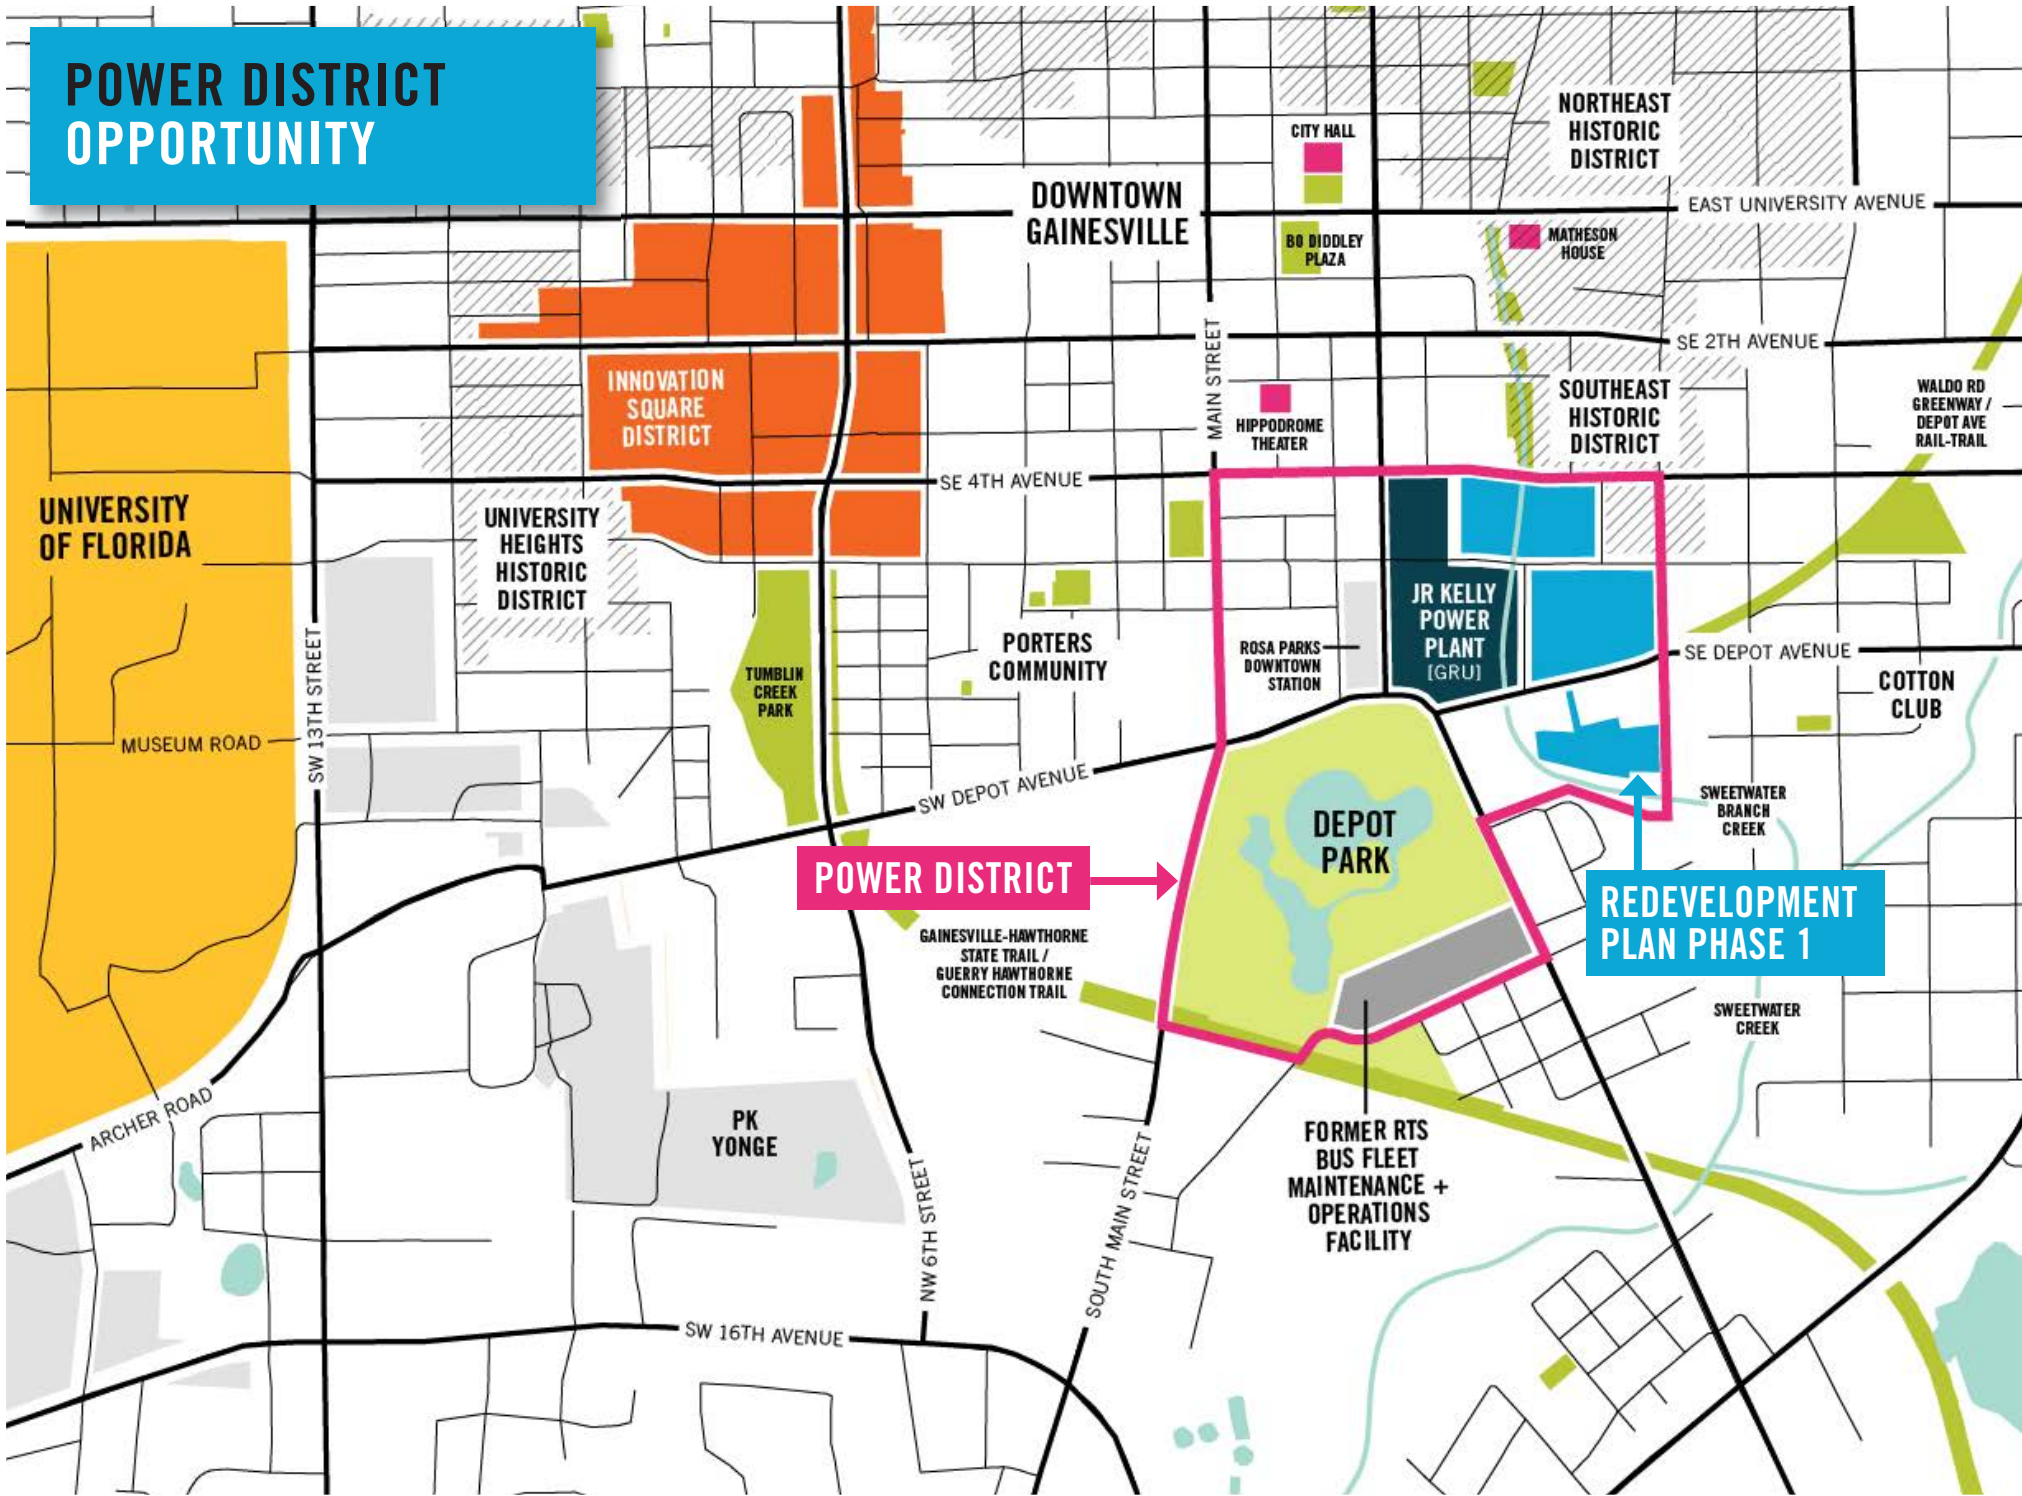 POWER DISTRICT
OPPORTUNITY
NORTHEAST
HISTORIC
DISTRICT
CITY HALL
DOWNTOWN
GAINESVILLE
EAST UNIVERSITY AVENUE
BO DIDDLEY
PLAZA
MATHESON
HOUSE
SE 2TH AVENUE
MAIN STREET
INNOVATION
SQUARE
DISTRICT
HIPPODROME
THEATER
SOUTHEAST
HISTORIC
DISTRICT
WALDO RD
GREENWAY /
DEPOT AVE
RAIL-TRAIL
SE 4TH AVENUE
UNIVERSITY
OF FLORIDA
UNIVERSITY
HEIGHTS
HISTORIC
DISTRICT
JR KELLY
POWER
PLANT
[GRU]
PORTERS
COMMUNITY
ROSA PARKS
DOWNTOWN
STATION
SE DEPOT AVENUE
COTTON
CLUB
TUMBLIN
CREEK
PARK
SW 13TH STREET
MUSEUM ROAD
SW DEPOT AVENUE
SWEETWATER
BRANCH
CREEK
DEPOT
PARK
POWER DISTRICT
REDEVELOPMENT
PLAN PHASE 1
GAINESVILLE-HAWTHORNE
STATE TRAIL /
GUERRY HAWTHORNE
CONNECTION TRAIL
SWEETWATER
CREEK
ARCHER ROAD
PK
YONGE
FORMER RTS
BUS FLEET
MAINTENANCE +
OPERATIONS
FACILITY
NW 6TH STREET
SOUTH MAIN STREET
SW 16TH AVENUE